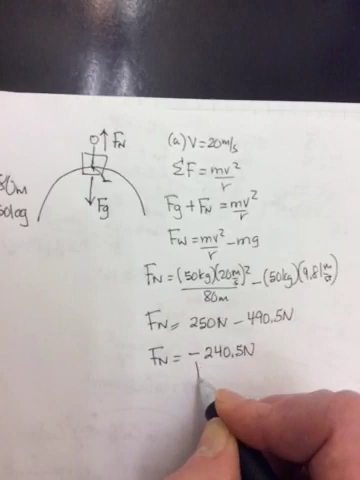 FN
Fg
80m
50kg
(a) V=20m/s
ΣF=mv²/r
Fg+FN=mv²/r
FN=mv²/r-mg
FN=(50kg)(20m/s)²/80m-(50kg)(9.81m/s²)
FN=250N-490.5N
FN=-240.5N